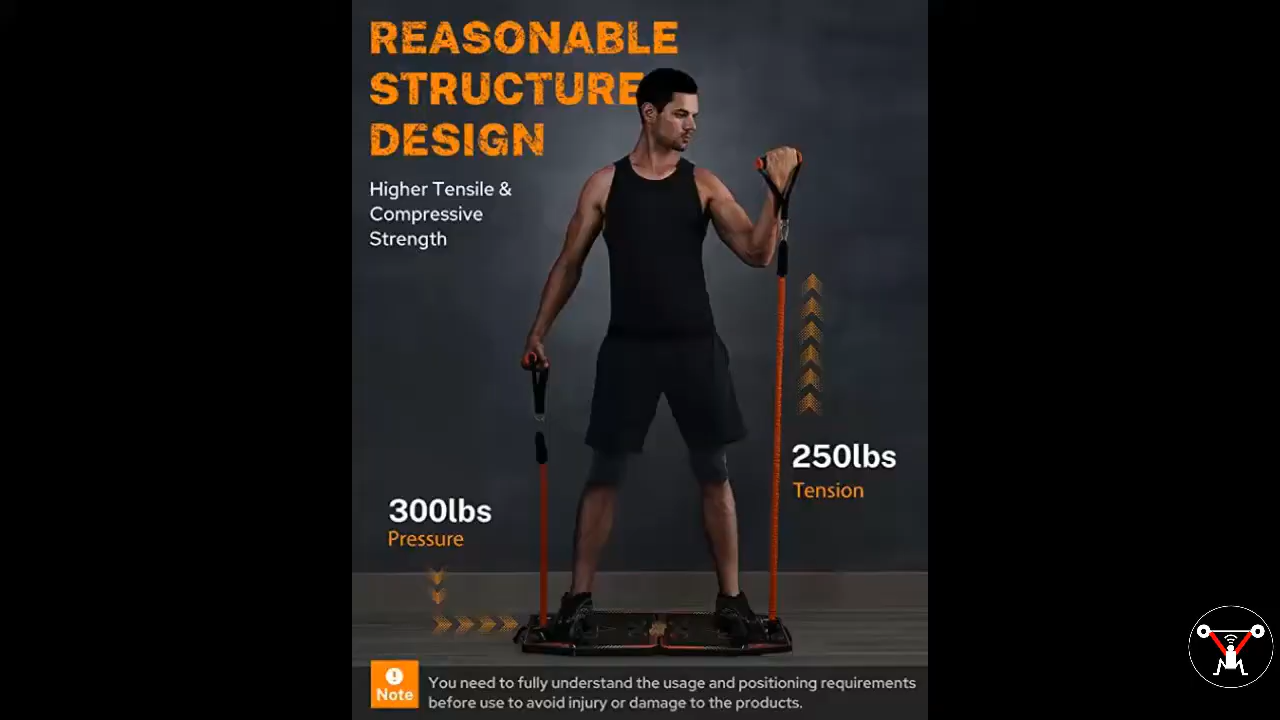 REASONABLE
STRUCTURE
DESIGN
Higher Tensile &
Compressive
Strength
250lbs
Tension
300lbs
Pressure
Note
You need to fully understand the usage and positioning requirements
before use to avoid injury or damage to the products.